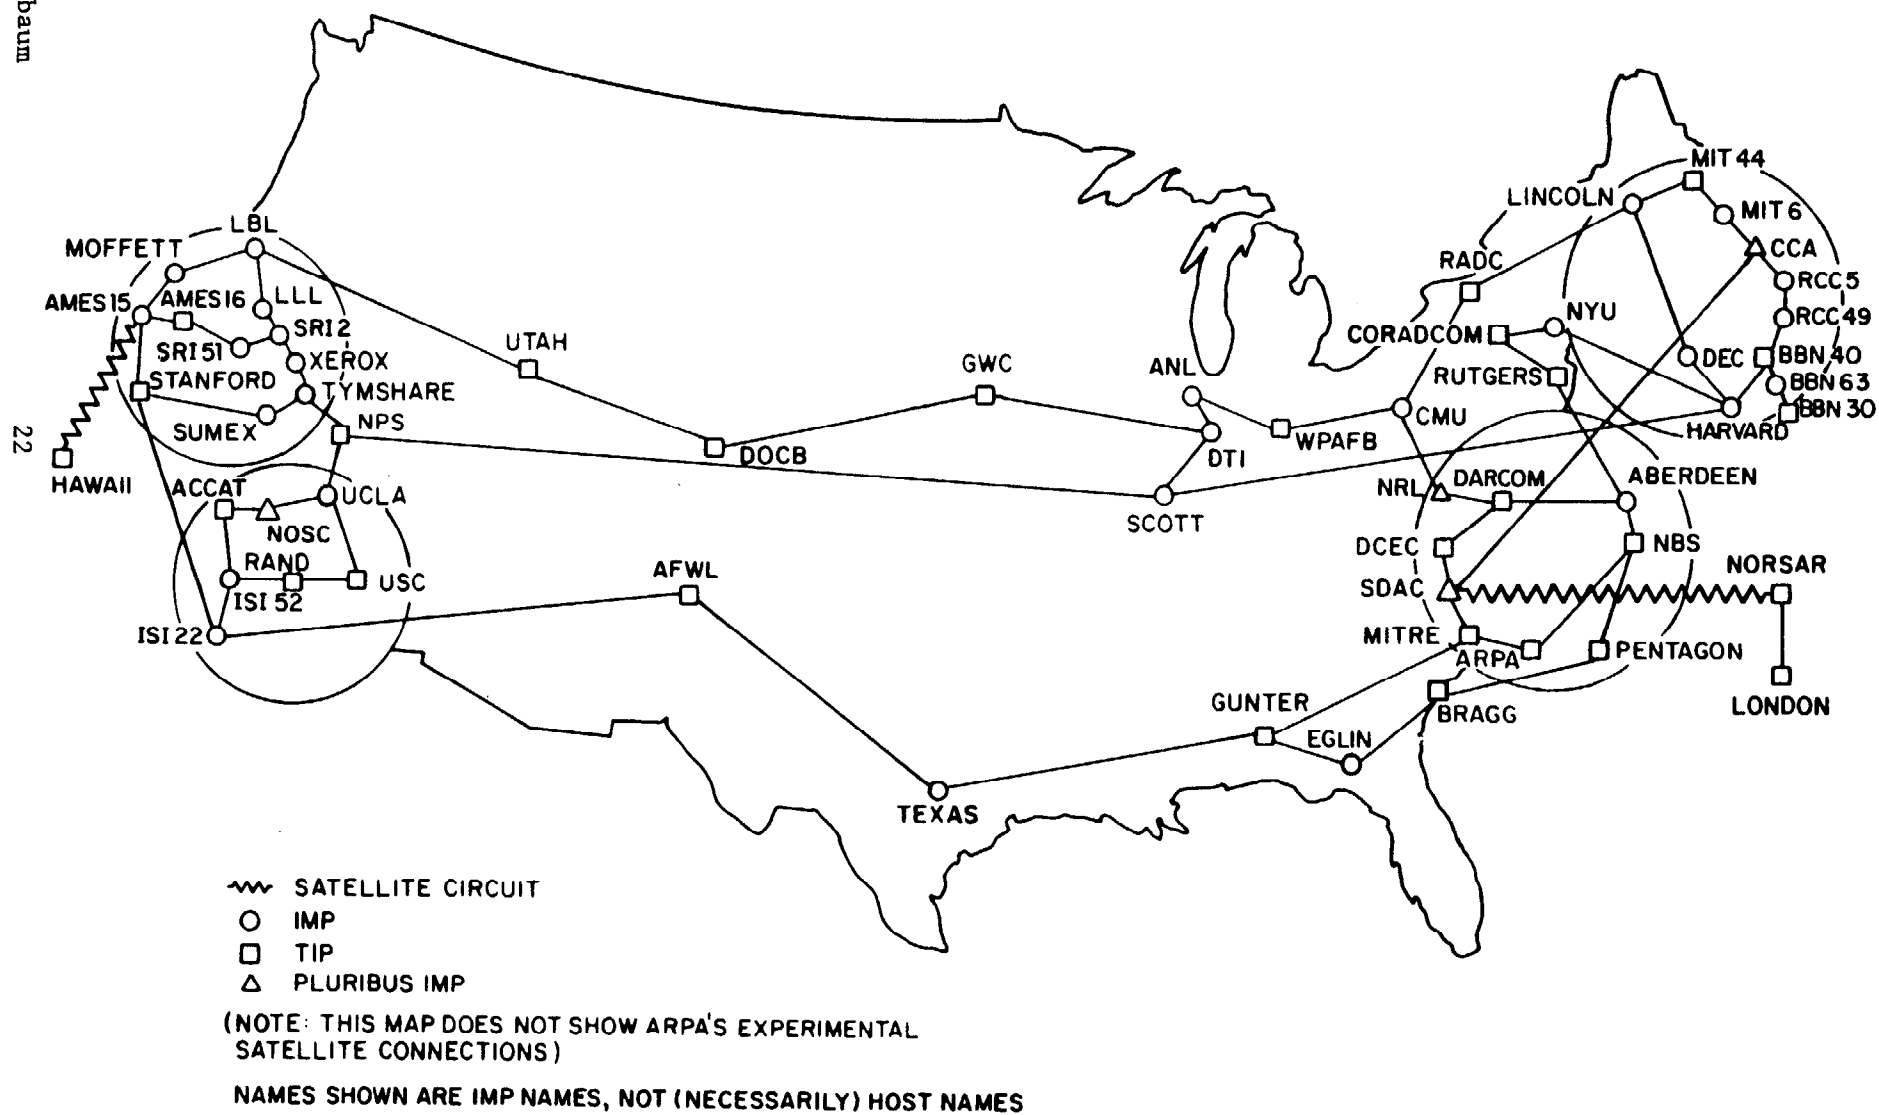 baum
22
MIT 44
LINCOLN
MIT 6
LBL
MOFFETT
CCA
RADC
RCC 5
AMES 15
AMES 16
LLL
NYU
RCC 49
SRI 2
CORADCOM
UTAH
SRI 51
XEROX
GWC
ANL
DEC
BBN 40
STANFORD
RUTGERS
BBN 63
TYMSHARE
BBN 30
NPS
CMU
SUMEX
WPAFB
HARVARD
DOCB
DTI
HAWAII
ACCAT
UCLA
NRL
DARCOM
ABERDEEN
SCOTT
NOSC
DCEC
NBS
RAND
AFWL
NORSAR
USC
SDAC
ISI 52
ISI 22
MITRE
ARPA
PENTAGON
GUNTER
LONDON
BRAGG
EGLIN
TEXAS
SATELLITE CIRCUIT
IMP
TIP
PLURIBUS IMP
(NOTE: THIS MAP DOES NOT SHOW ARPA'S EXPERIMENTAL
SATELLITE CONNECTIONS)
NAMES SHOWN ARE IMP NAMES, NOT (NECESSARILY) HOST NAMES